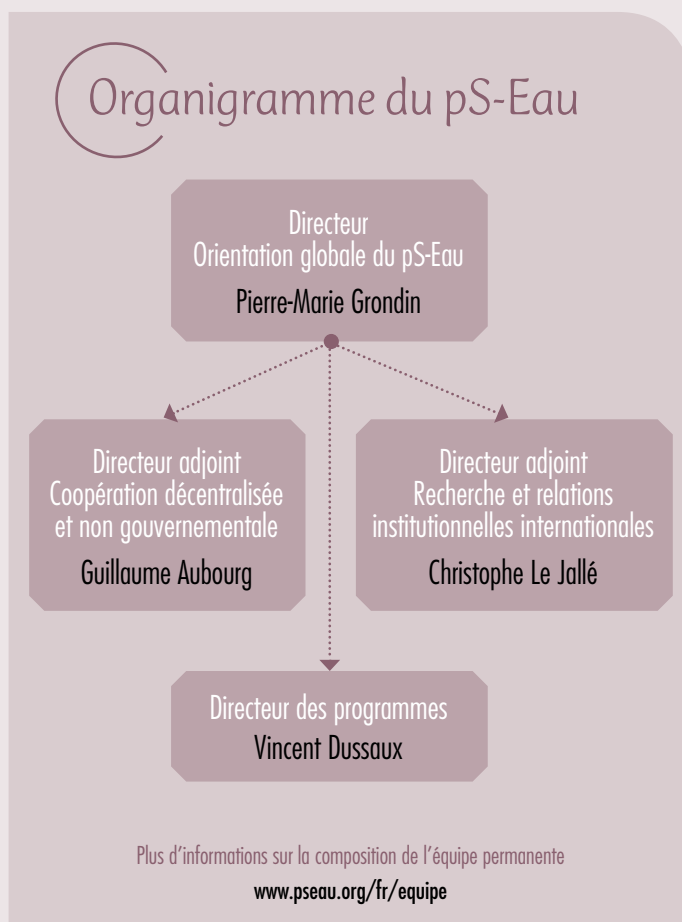 Organigramme du pS-Eau
Directeur
Orientation globale du pS-Eau
Pierre-Marie Grondin
Directeur adjoint
Coopération décentralisée
et non gouvernementale
Guillaume Aubourg
Directeur adjoint
Recherche et relations
institutionnelles internationales
Christophe Le Jallé
Directeur des programmes
Vincent Dussaux
Plus d’informations sur la composition de l’équipe permanente
www.pseau.org/fr/equipe